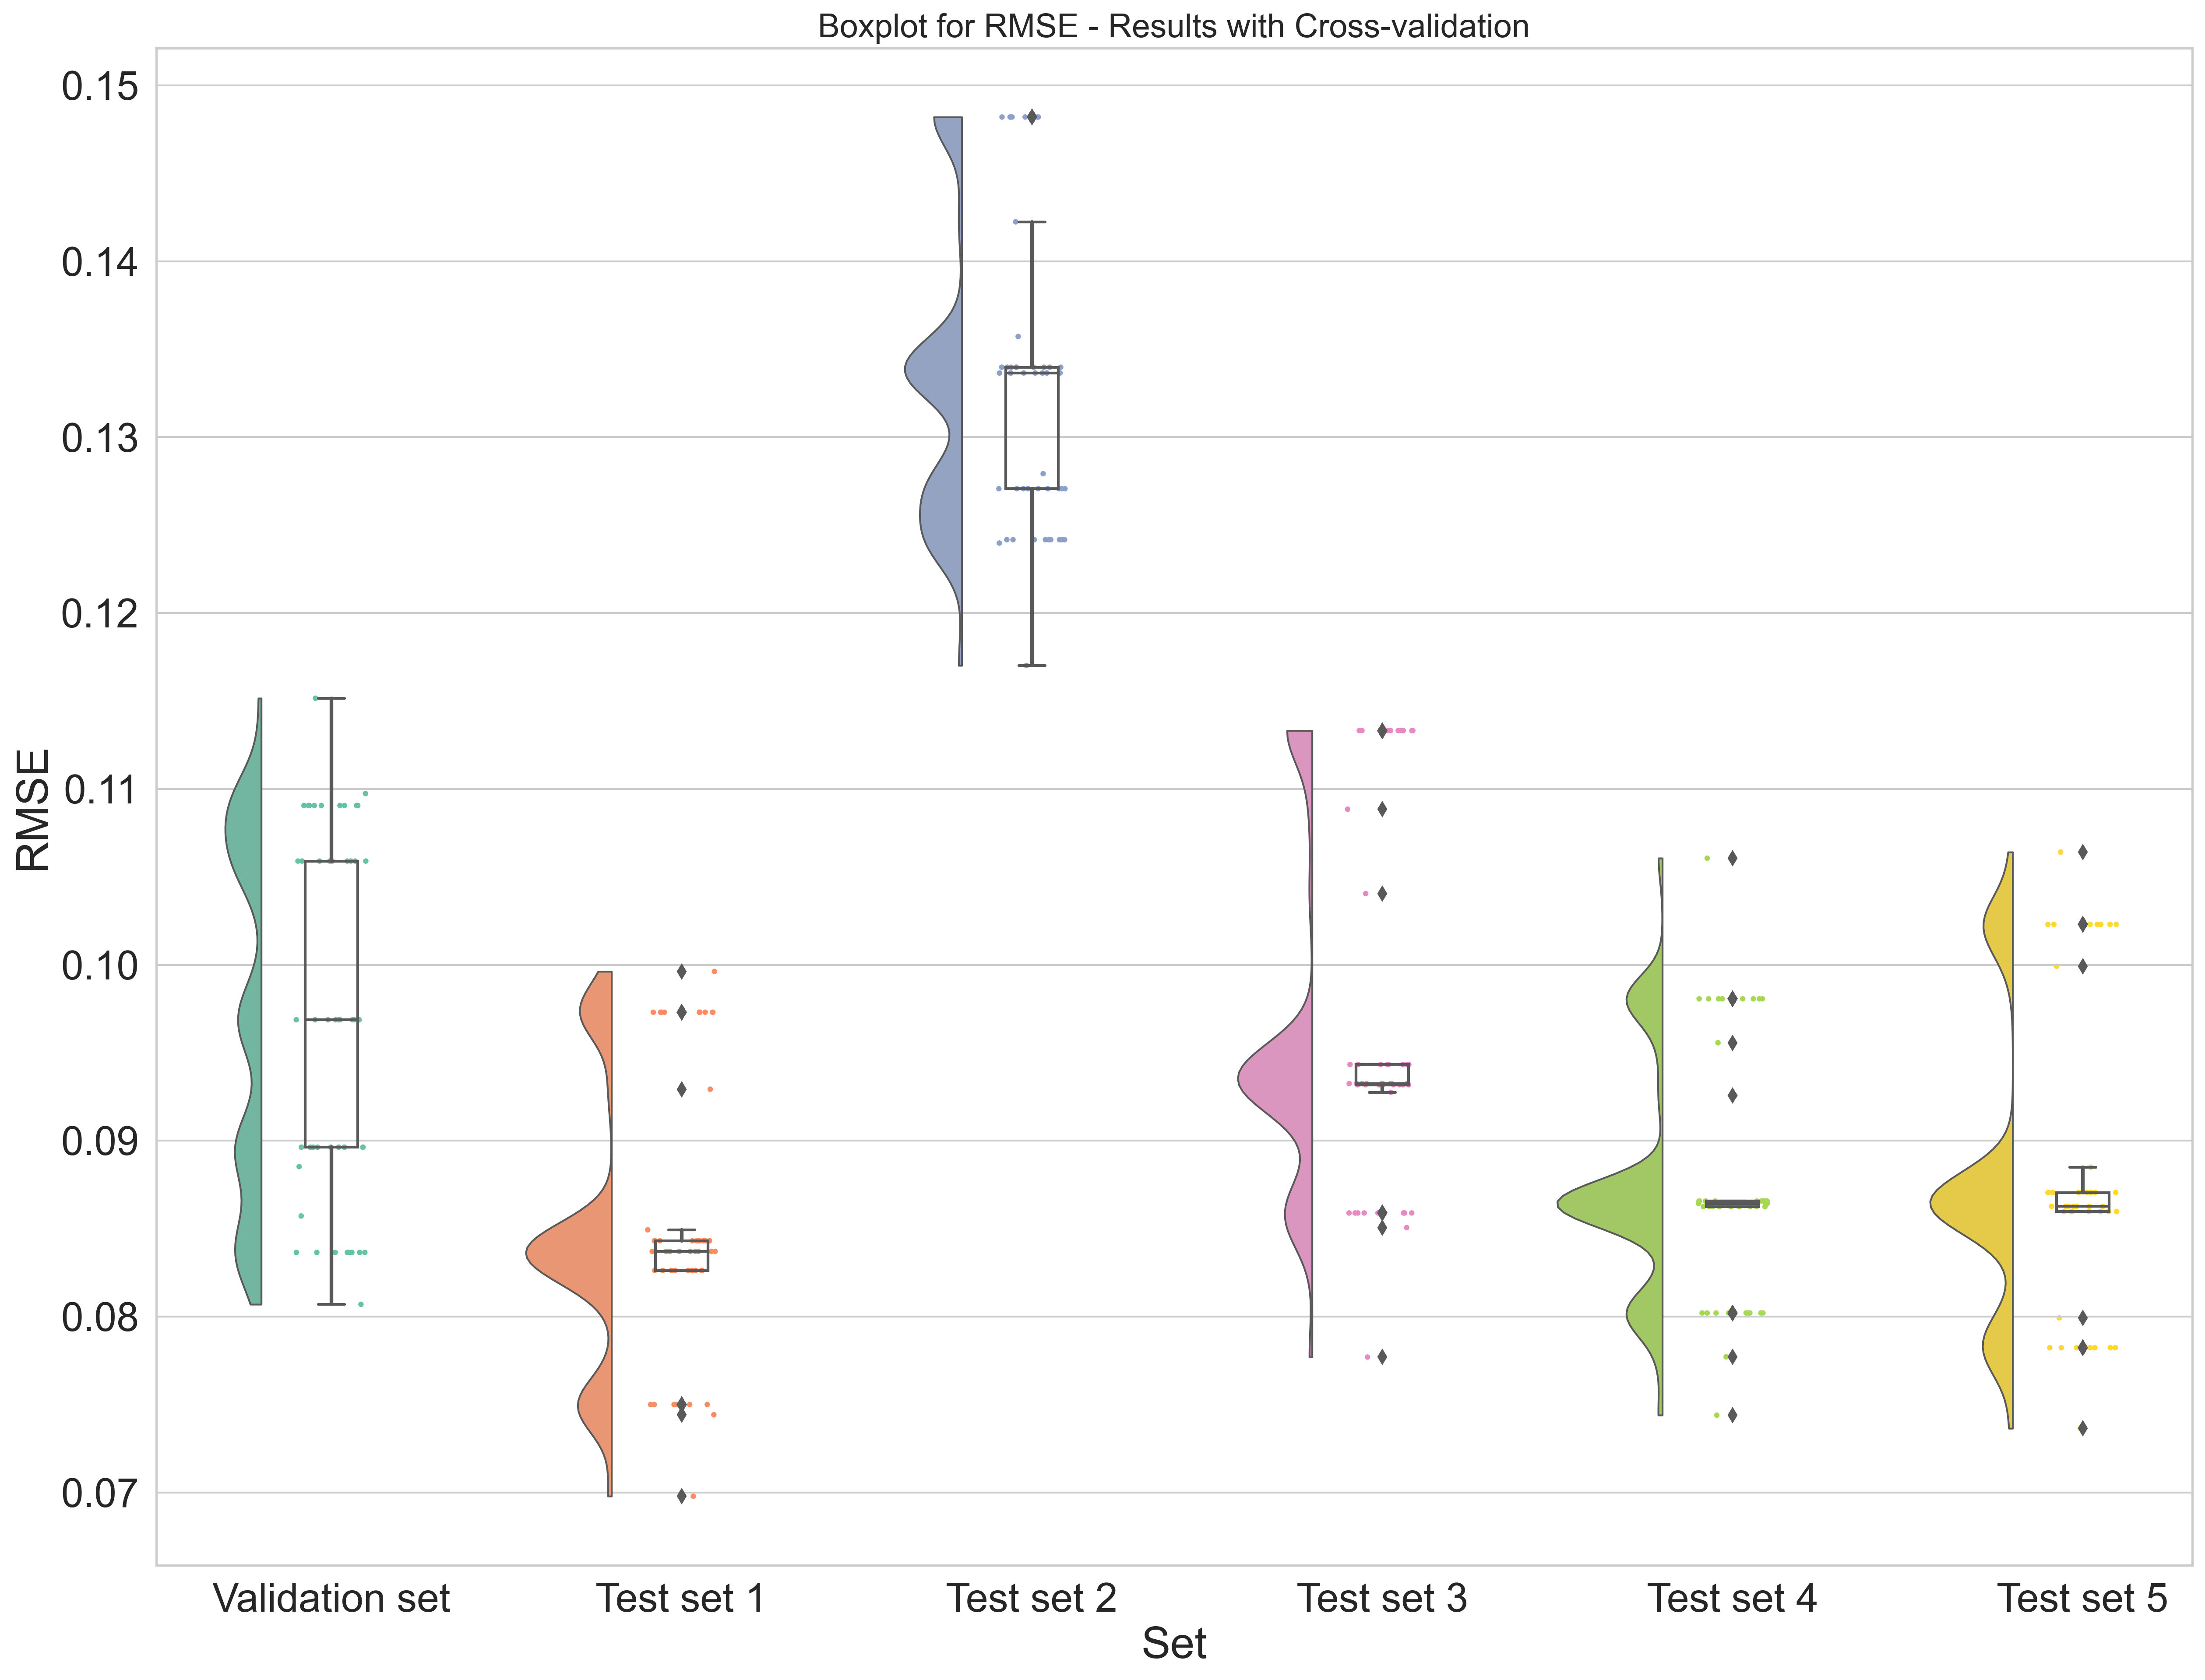 Boxplot for RMSE - Results with Cross-validation
0.15
0.14
0.13
0.12
0.11
0.10
0.09
0.08
0.07
RMSE
Validation set
Test set 1
Test set 2
Test set 3
Test set 4
Test set 5
Set